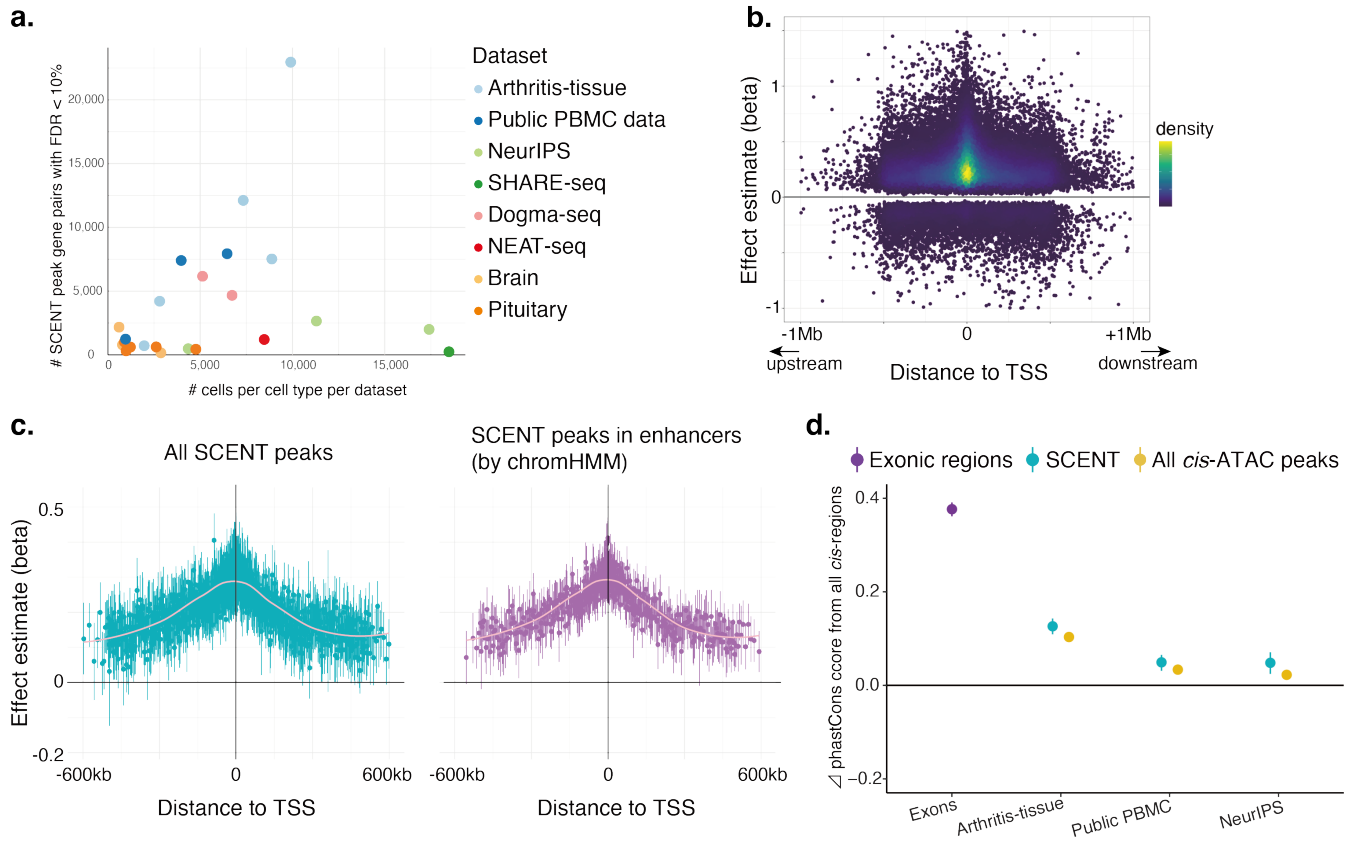 a.
# SCENT peak gene pairs with FDR < 10%
20,000
15,000
10,000
5,000
0
0
5,000
10,000
15,000
# cells per cell type per dataset
Dataset
Arthritis-tissue
Public PBMC data
NeurIPS
SHARE-seq
Dogma-seq
NEAT-seq
Brain
Pituitary
b.
Effect estimate (beta)
1
0
-1
-1Mb
0
+1Mb
upstream
downstream
Distance to TSS
density
c.
All SCENT peaks
Effect estimate (beta)
0.5
0
-0.2
-600kb
0
600kb
Distance to TSS
SCENT peaks in enhancers
(by chromHMM)
-600kb
0
600kb
Distance to TSS
d.
Exonic regions
SCENT
All cis-ATAC peaks
⊿ phastCons ccore from all cis-regions
0.4
0.2
0.0
−0.2
Exons
Arthritis-tissue
Public PBMC
NeurIPS